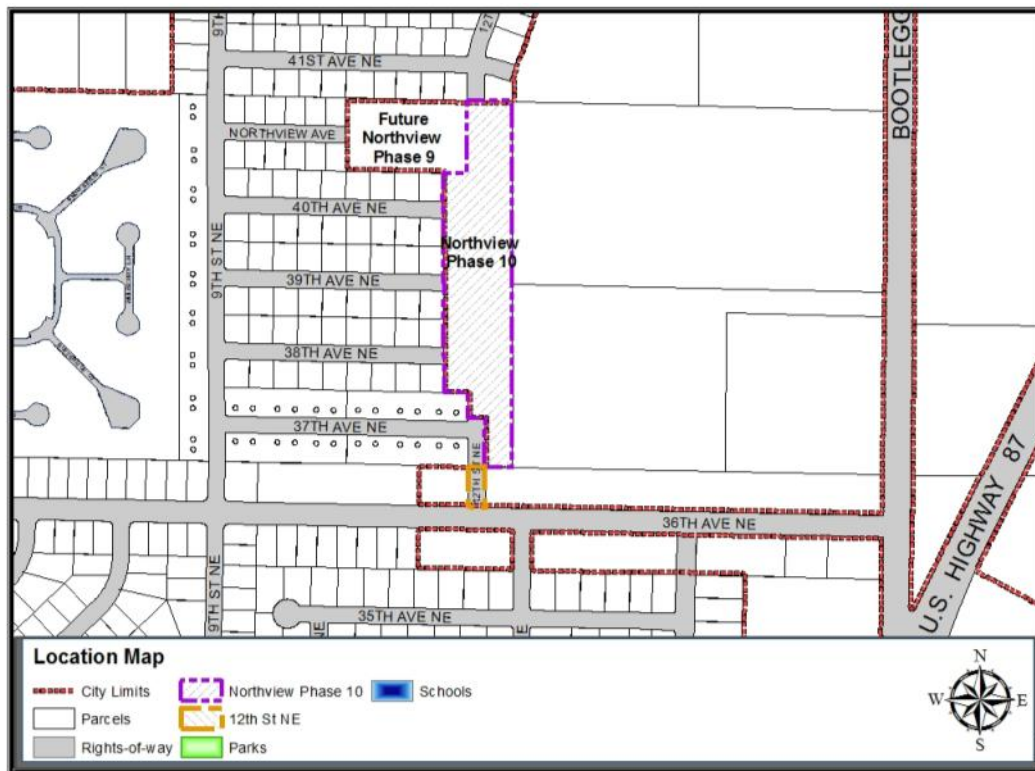 9TH
127
41ST AVE NE
BOOTLEGG
Future
Northview
Phase 9
NORTHVIEW AVE
40TH AVE NE
9TH ST NE
Northview
Phase 10
39TH AVE NE
38TH AVE NE
37TH AVE NE
12TH ST NE
U.S. HIGHWAY 87
36TH AVE NE
9TH ST NE
35TH AVE NE
NE
E
Location Map
City Limits
Northview Phase 10
Schools
Parcels
12th St NE
Rights-of-way
Parks
N
W
E
S